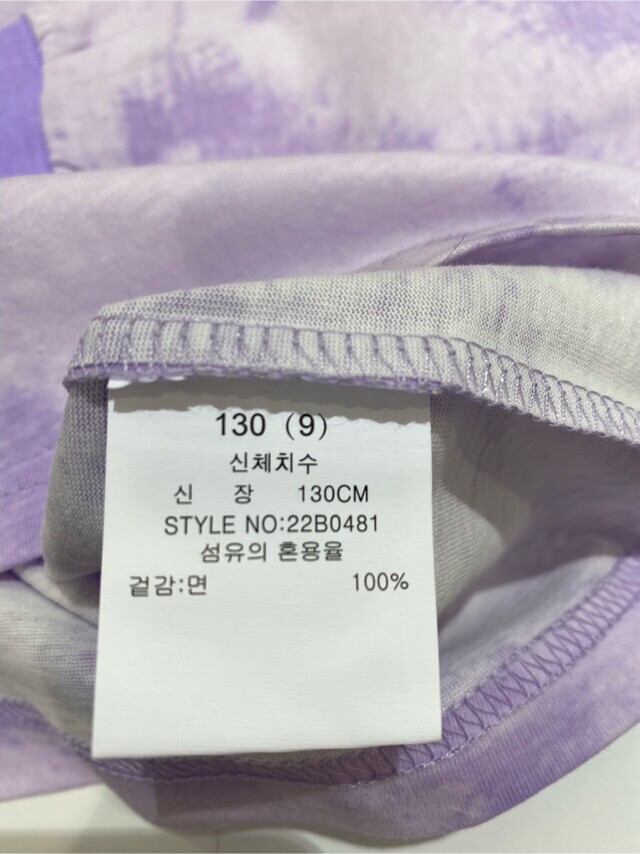 130 (9)
신체치수
신 장 130CM
STYLE NO:22B0481
섬유의 혼용율
겉감:면 100%